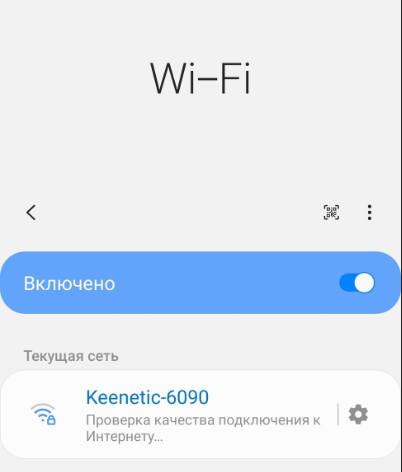 Wi-Fi
Включено
Текущая сеть
Keenetic-6090
Проверка качества подключения к
Интернету...